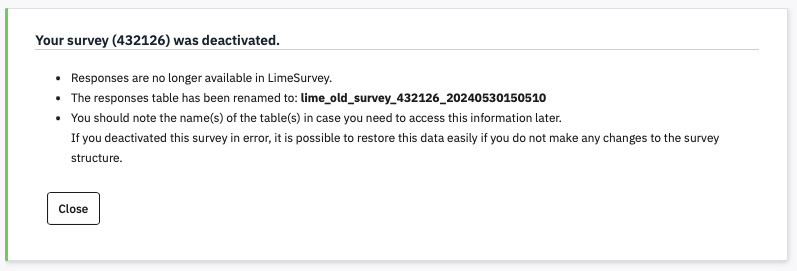 Your survey (432126) was deactivated.
• Responses are no longer available in LimeSurvey.
• The responses table has been renamed to: lime_old_survey_432126_20240530150510
• You should note the name(s) of the table(s) in case you need to access this information later.
If you deactivated this survey in error, it is possible to restore this data easily if you do not make any changes to the survey
structure.
Close